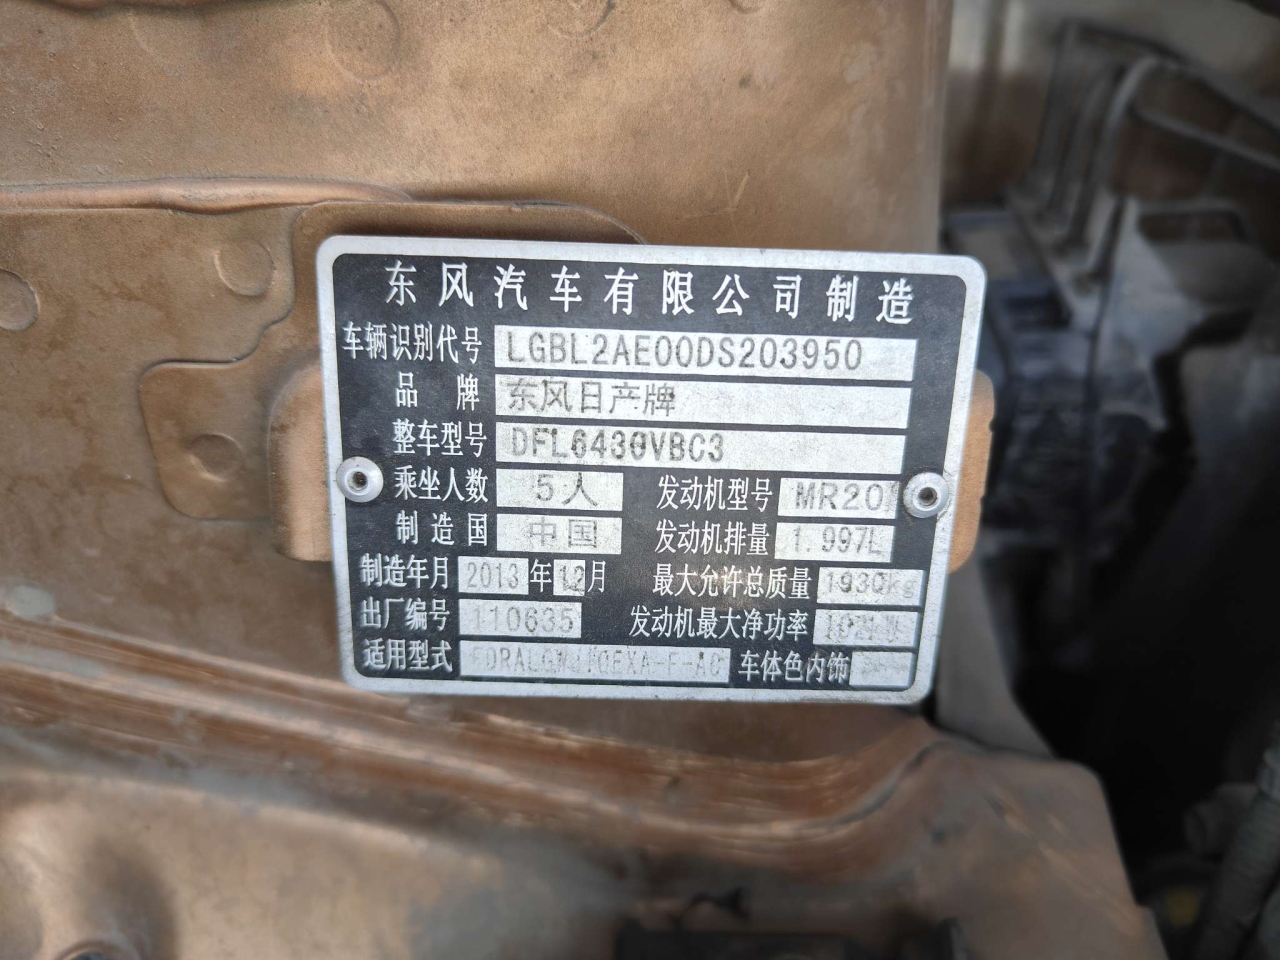 东风汽车有限公司制造
车辆识别代号 LGBL2AE00DS203950
品牌 东风日产牌
整车型号 DFL6430VBC3
乘坐人数 5人 发动机型号 MR20
制造国 中国 发动机排量 1.997L
制造年月 2013年12月 最大允许总质量 1930kg
出厂编号 110635 发动机最大净功率
适用型式 车体色内饰